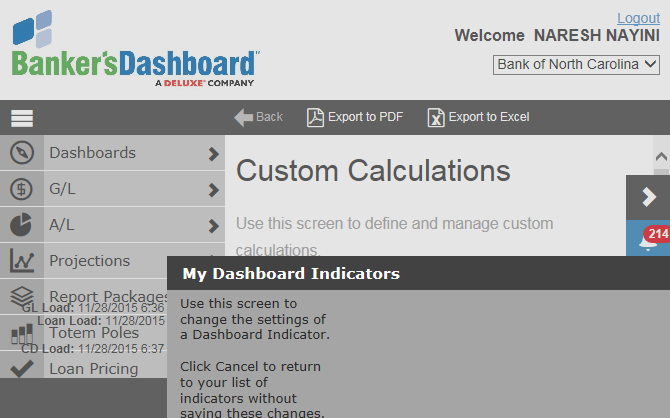 Logout
Welcome NARESH NAYINI
Banker'sDashboard™
A DELUXE® COMPANY
Bank of North Carolina
Back Export to PDF Export to Excel
Dashboards
G/L
A/L
Projections
Report Packages
GL Load: 11/28/2015 6:36
Loan Load: 11/28/2015
Totem Poles
CD Load: 11/28/2015 6:37
Loan Pricing
Custom Calculations
Use this screen to define and manage custom
calculations.
214
My Dashboard Indicators
Use this screen to
change the settings of
a Dashboard Indicator.
Click Cancel to return
to your list of
indicators without
saving these changes.